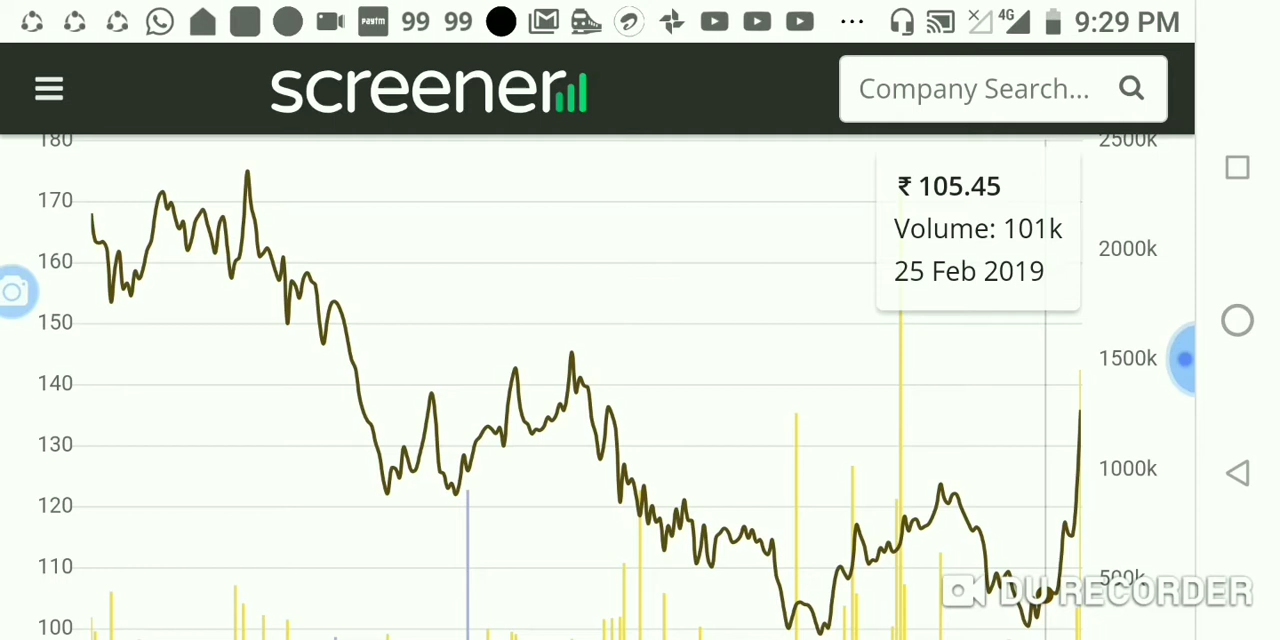 Paytm 99 99 ... 4G 9:29 PM
screener
Company Search...
180
170
160
150
140
130
120
110
100
₹ 105.45
Volume: 101k
25 Feb 2019
2500k
2000k
1500k
1000k
500k
DU RECORDER